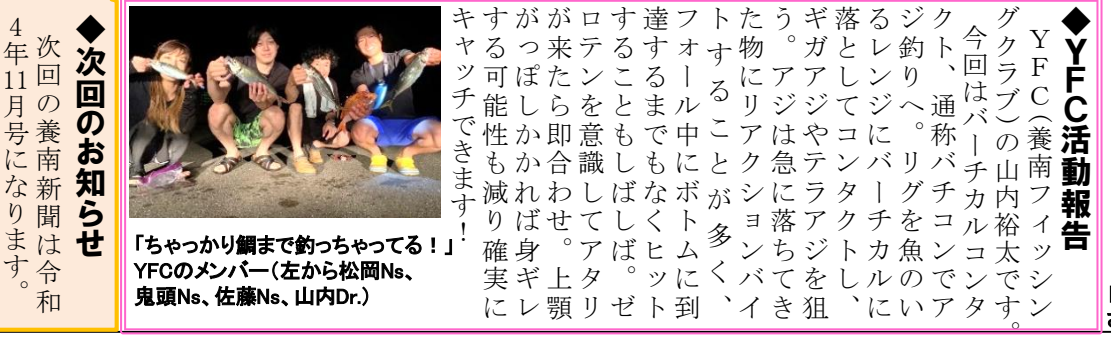 ◆YFC活動報告
YFC(養南フィッシン
グクラブ)の山内裕太です。
今回はバーチカルコンタ
クト、通称バチコンでア
ジ釣りへ。リグを魚のい
るレンジにバーチカルに
落としてコンタクトし、
ギガアジやテラアジを狙
う。アジは急に落ちてき
た物にリアクションバイ
トすることが多く、
フォール中にボトムに到
達するまでもなくヒット
することもしばしば。ゼ
ロテンを意識してアタリ
が来たら即合わせ。上顎
がっぽしかかれば身ギレ
する可能性も減り確実に
キャッチできます!
「ちゃっかり鯛まで釣っちゃってる!」
YFCのメンバー(左から松岡Ns、
鬼頭Ns、佐藤Ns、山内Dr.)
◆次回のお知らせ
次回の養南新聞は令和
4年11月号になります。